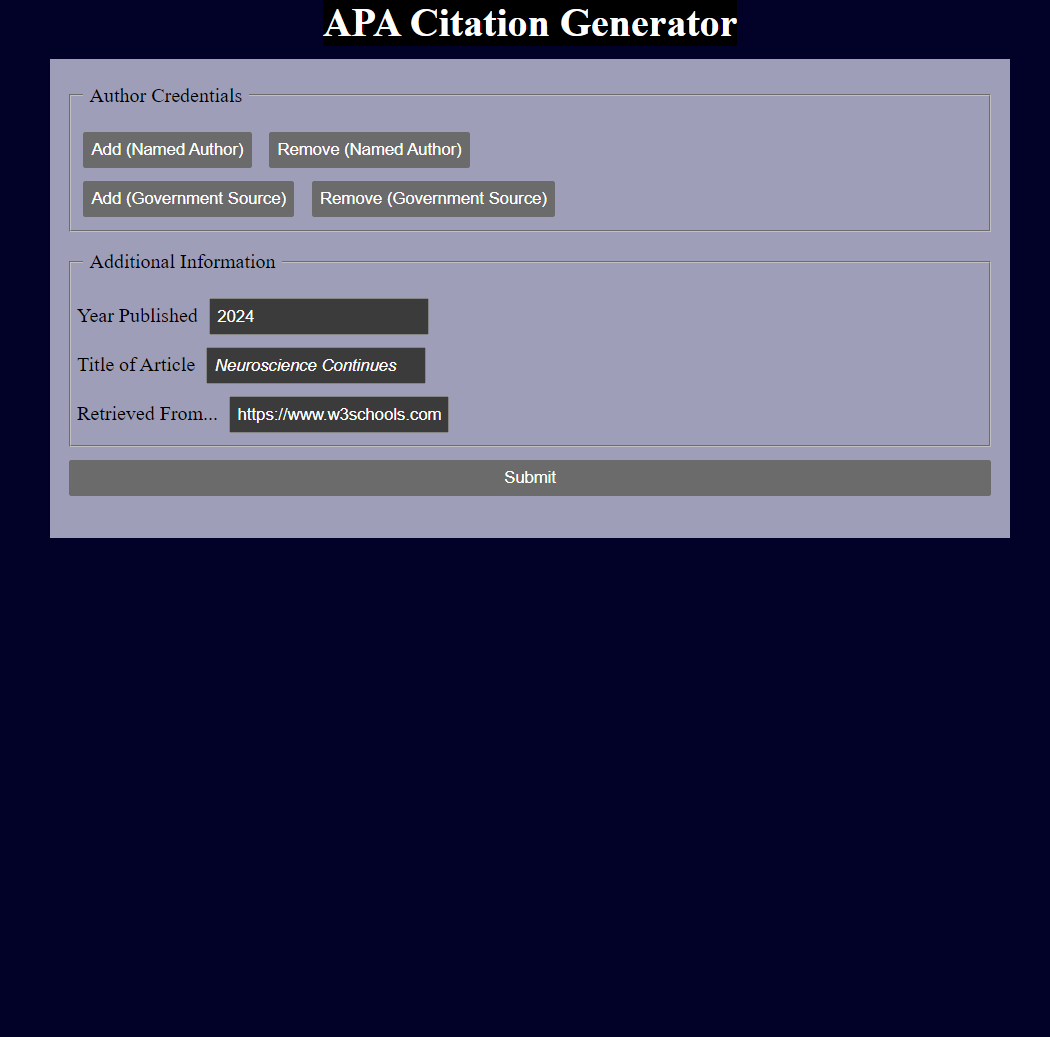 APA Citation Generator
Author Credentials
Add (Named Author) Remove (Named Author)
Add (Government Source) Remove (Government Source)
Additional Information
Year Published 2024
Title of Article Neuroscience Continues
Retrieved From... https://www.w3schools.com
Submit